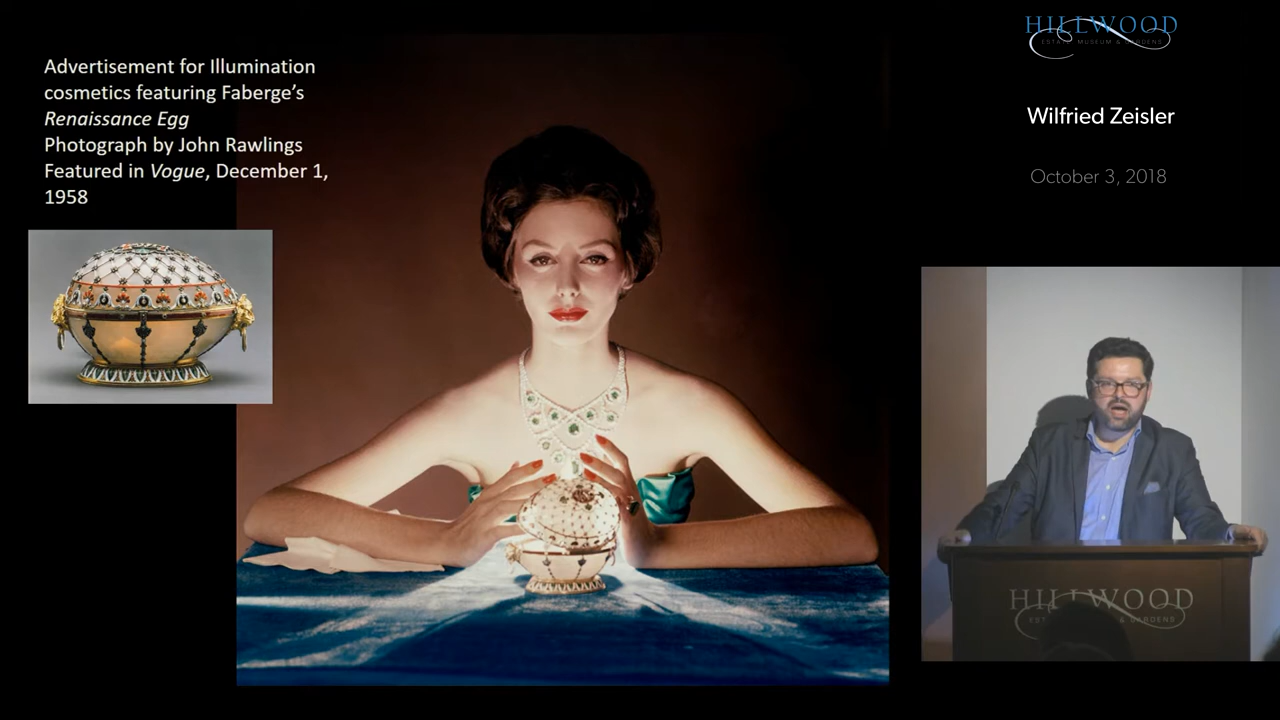 Advertisement for Illumination
cosmetics featuring Faberge's
Renaissance Egg
Photograph by John Rawlings
Featured in Vogue, December 1,
1958
HILLWOOD
ESTATE MUSEUM & GARDENS
Wilfried Zeisler
October 3, 2018
HILLWOOD
& GARDENS